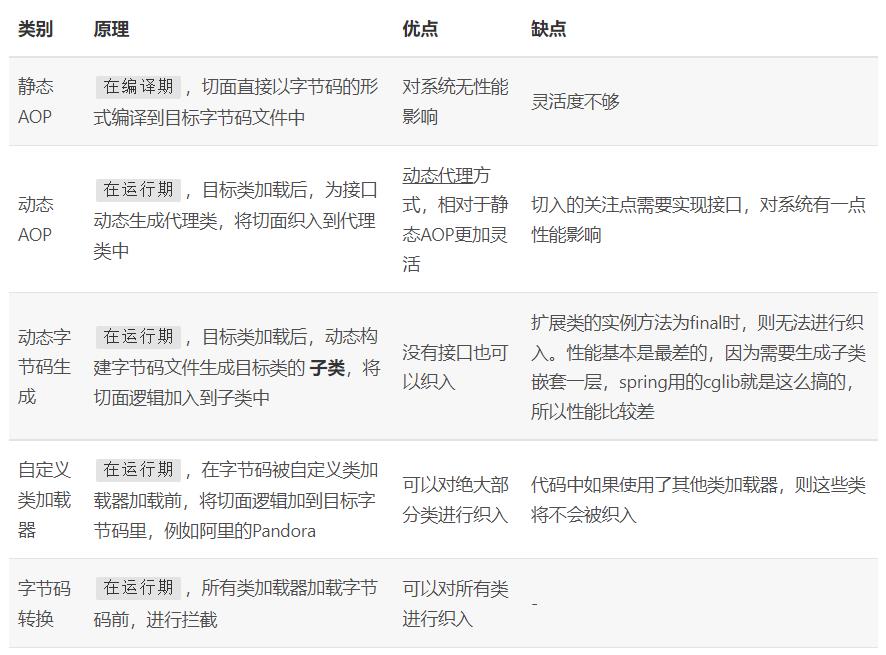 类别 原理 优点 缺点
静态 在编译期 ，切面直接以字节码的形 对系统无性能 灵活度不够
AOP 式编译到目标字节码文件中 影响
动态 在运行期 ，目标类加载后，为接口 动态代理方 切入的关注点需要实现接口，对系统有一点
AOP 动态生成代理类，将切面织入到代理 式，相对于静 性能影响
类中 态AOP更加灵
活
动态字 在运行期 ，目标类加载后，动态构 没有接口也可 扩展类的实例方法为final时，则无法进行织
节码生 建字节码文件生成目标类的 子类，将 以织入 入。性能基本是最差的，因为需要生成子类
成 切面逻辑加入到子类中 嵌套一层，spring用的cglib就是这么搞的，
所以性能比较差
自定义 在运行期 ，在字节码被自定义类加 可以对绝大部 代码中如果使用了其他类加载器，则这些类
类加载 载器加载前，将切面逻辑加到目标字 分类进行织入 将不会被织入
器 节码里，例如阿里的Pandora
字节码 在运行期 ，所有类加载器加载字节 可以对所有类 -
转换 码前，进行拦截 进行织入